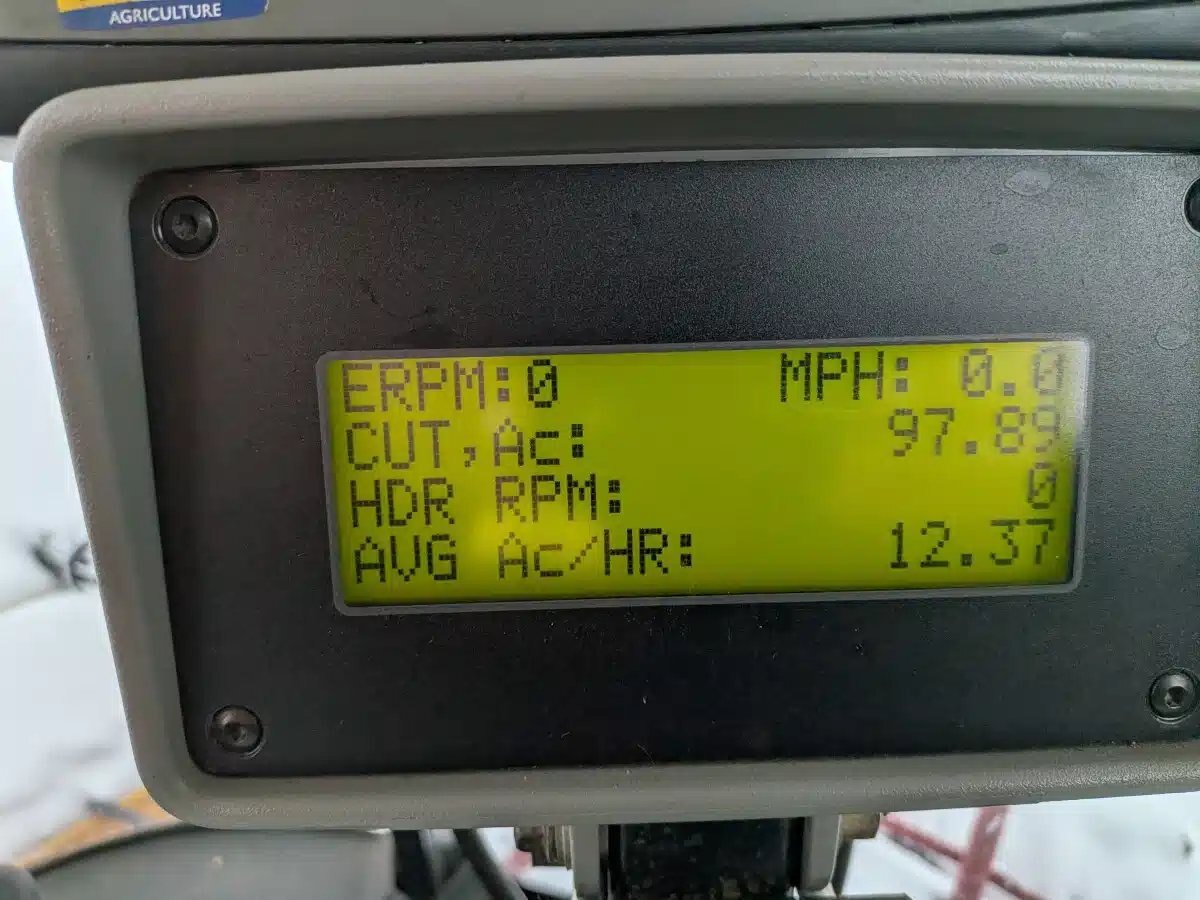 AGRICULTURE
ERPM:0 MPH: 0.0
CUT,Ac: 97.89
HDR RPM: 0
AVG Ac/HR: 12.37